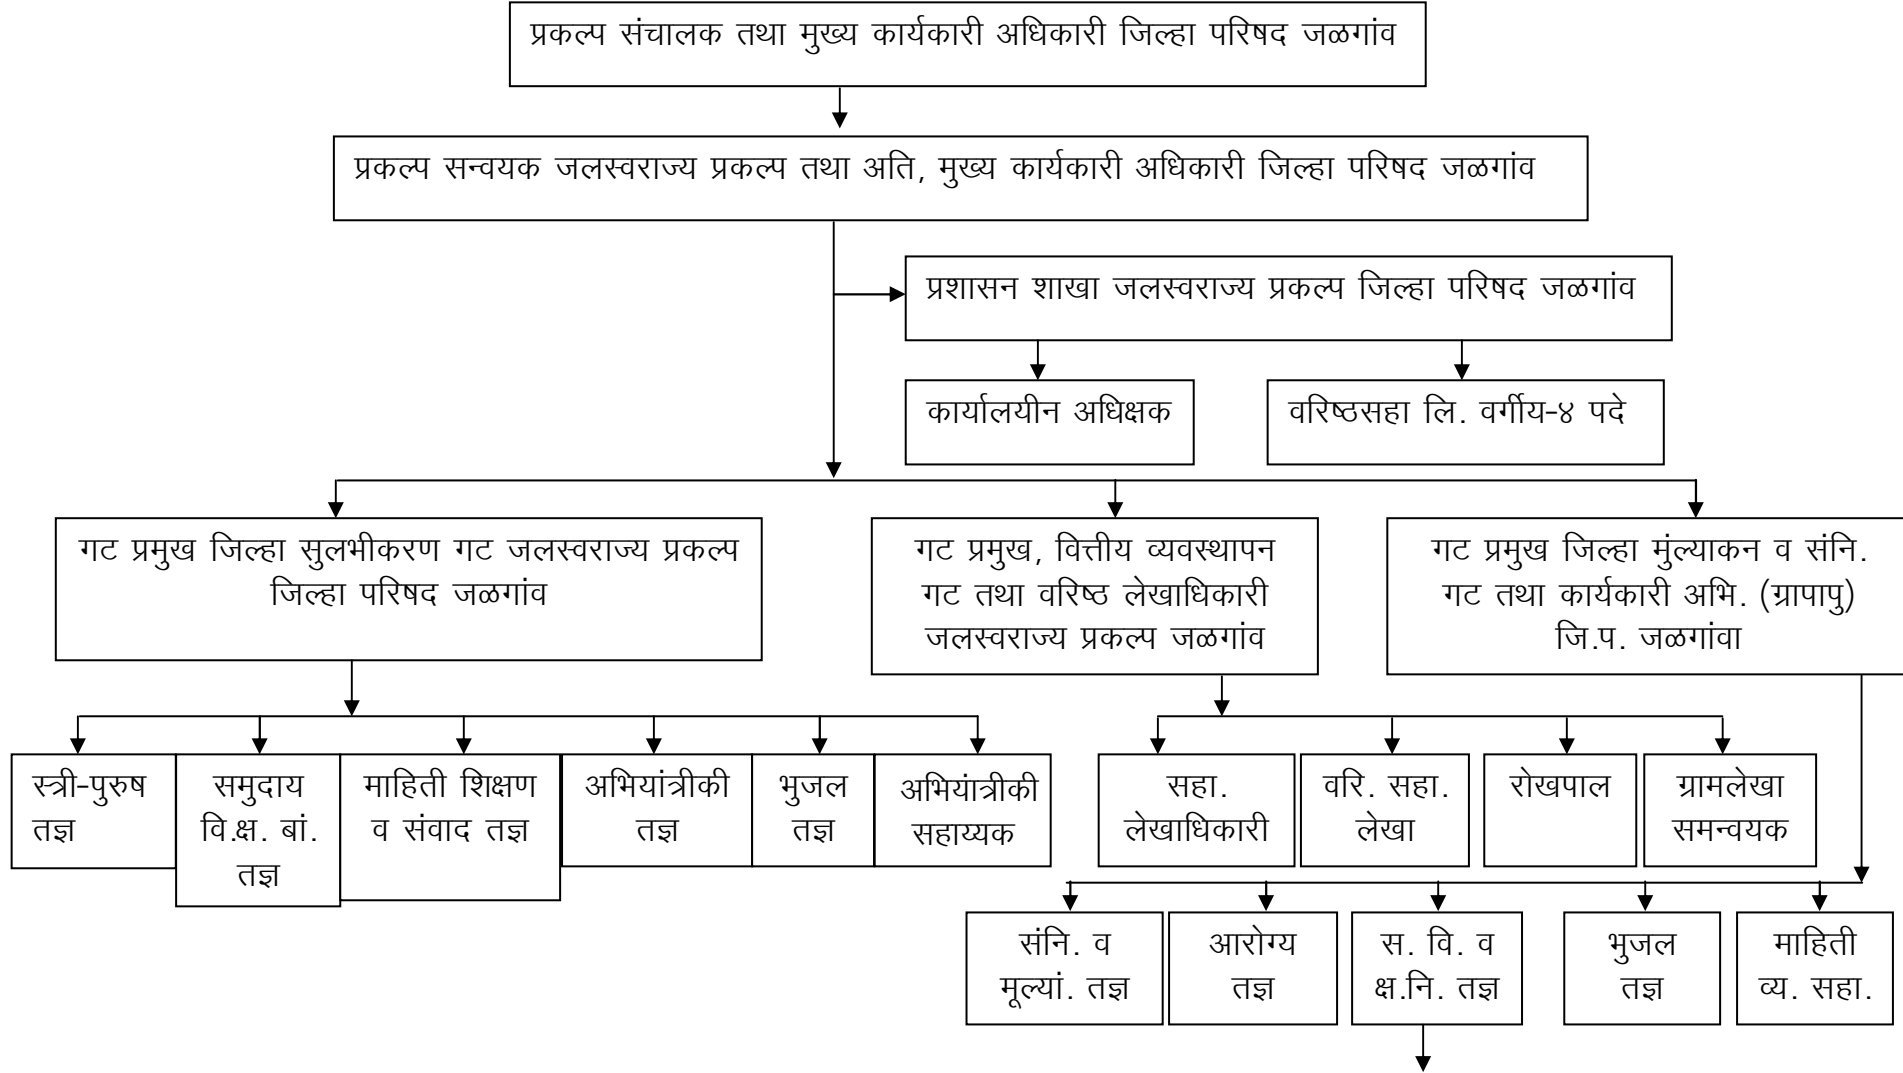 प्रकल्प संचालक तथा मुख्य कार्यकारी अधिकारी जिल्हा परिषद जळगांव
प्रकल्प सन्वयक जलस्वराज्य प्रकल्प तथा अति, मुख्य कार्यकारी अधिकारी जिल्हा परिषद जळगांव
प्रशासन शाखा जलस्वराज्य प्रकल्प जिल्हा परिषद जळगांव
कार्यालयीन अधिक्षक
वरिष्ठसहा लि. वर्गीय-४ पदे
गट प्रमुख जिल्हा सुलभीकरण गट जलस्वराज्य प्रकल्प
जिल्हा परिषद जळगांव
गट प्रमुख, वित्तीय व्यवस्थापन
गट तथा वरिष्ठ लेखाधिकारी
जलस्वराज्य प्रकल्प जळगांव
गट प्रमुख जिल्हा मुंल्याकन व संनि.
गट तथा कार्यकारी अभि. (ग्रापापु)
जि.प. जळगांवा
स्त्री-पुरुष
तज्ञ
समुदाय
वि.क्ष. बां.
तज्ञ
माहिती शिक्षण
व संवाद तज्ञ
अभियांत्रीकी
तज्ञ
भुजल
तज्ञ
अभियांत्रीकी
सहाय्यक
सहा.
लेखाधिकारी
वरि. सहा.
लेखा
रोखपाल
ग्रामलेखा
समन्वयक
संनि. व
मूल्यां. तज्ञ
आरोग्य
तज्ञ
स. वि. व
क्ष.नि. तज्ञ
भुजल
तज्ञ
माहिती
व्य. सहा.